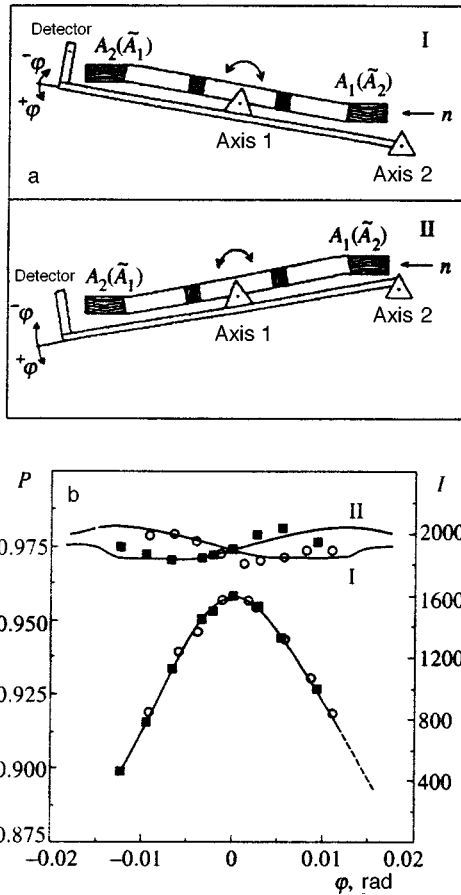 Detector
A₂(Ã₁)
I
−φ
+φ
A₁(Ã₂)
n
Axis 1
a
Axis 2
II
A₁(Ã₂)
Detector
A₂(Ã₁)
n
−φ
Axis 1
Axis 2
+φ
P
b
I
II
2000
0.975
I
0.950
1600
0.925
1200
800
0.900
400
0.875
−0.02
−0.01
0
0.01
0.02
φ, rad